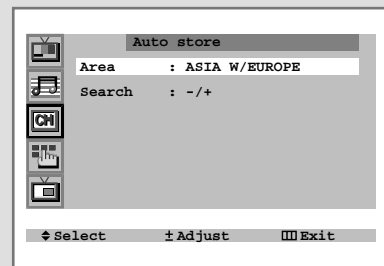 Auto store
Area : ASIA W/EUROPE
Search : -/+
CH
Select ± Adjust Exit